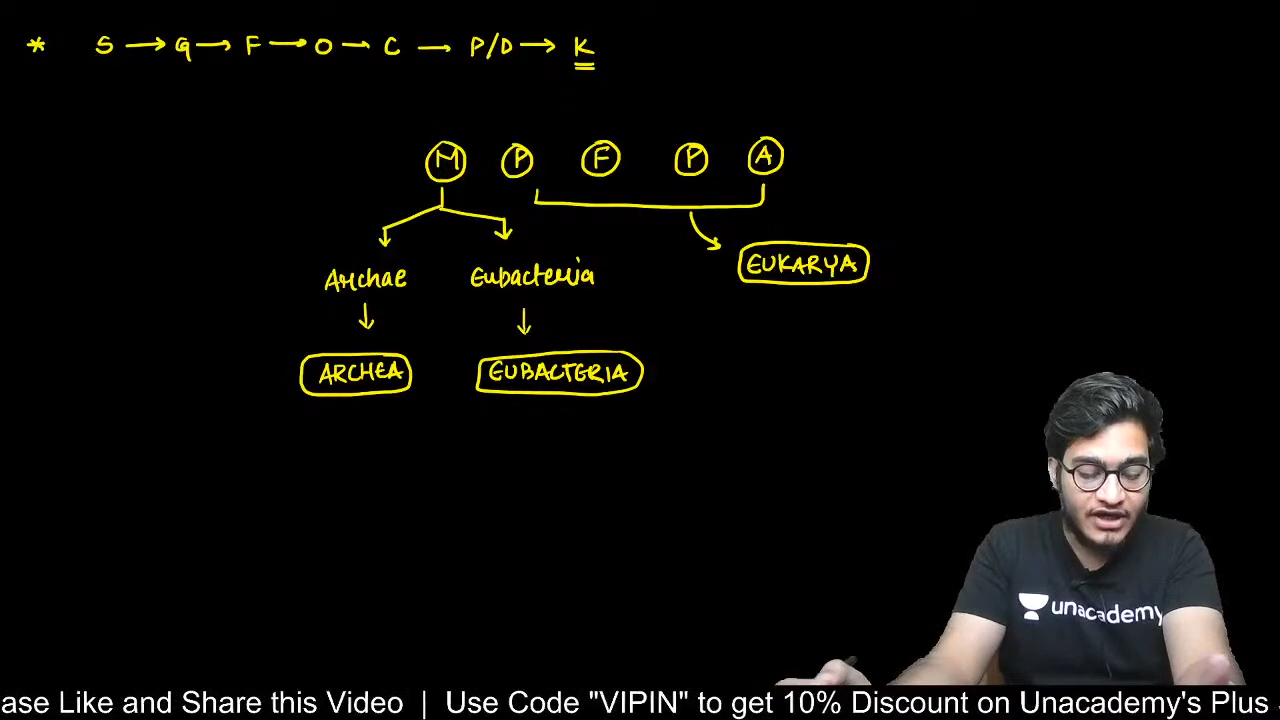 * S → G → F → O → C → P/D → K
M P F P A
EUKARYA
Archae Eubacteria
ARCHEA EUBACTERIA
unacademy
ase Like and Share this Video | Use Code "VIPIN" to get 10% Discount on Unacademy's Plus